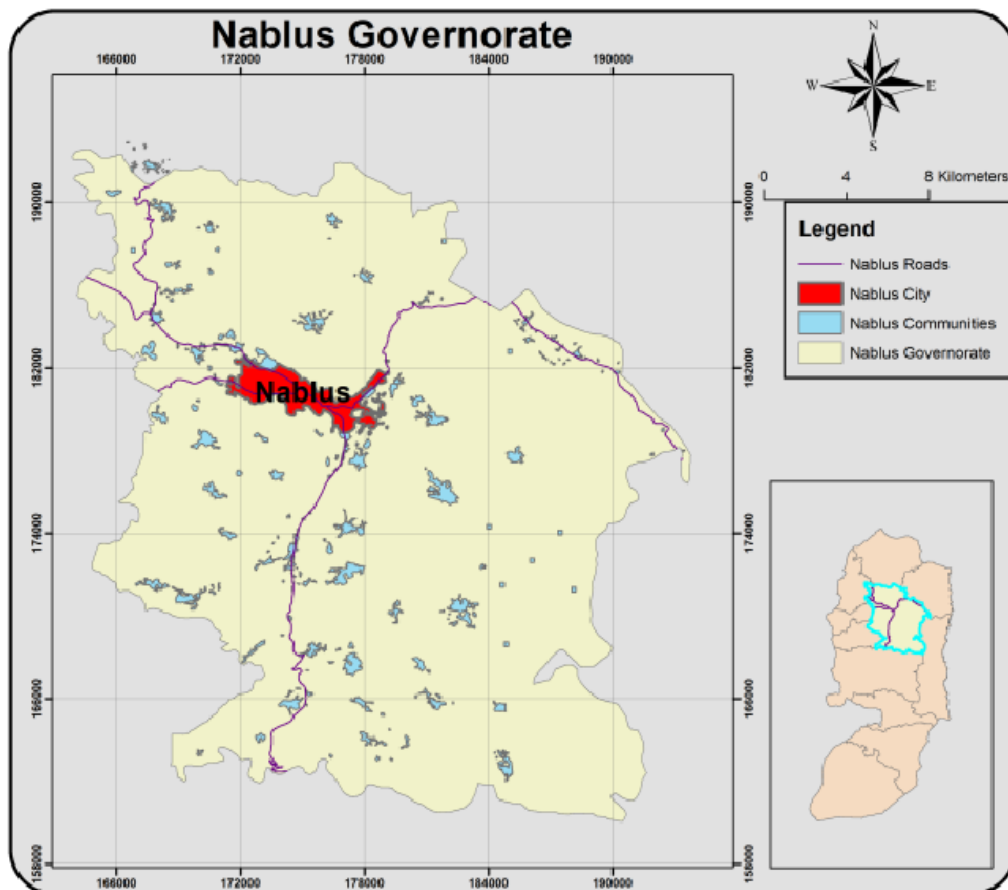 Nablus Governorate
166000 172000 178000 184000 190000
N
W E
S
0 4 8 Kilometers
190000 190000
Legend
Nablus Roads
Nablus City
Nablus Communities
Nablus Governorate
182000 182000
Nablus
174000 174000
166000 166000
158000 158000
166000 172000 178000 184000 190000